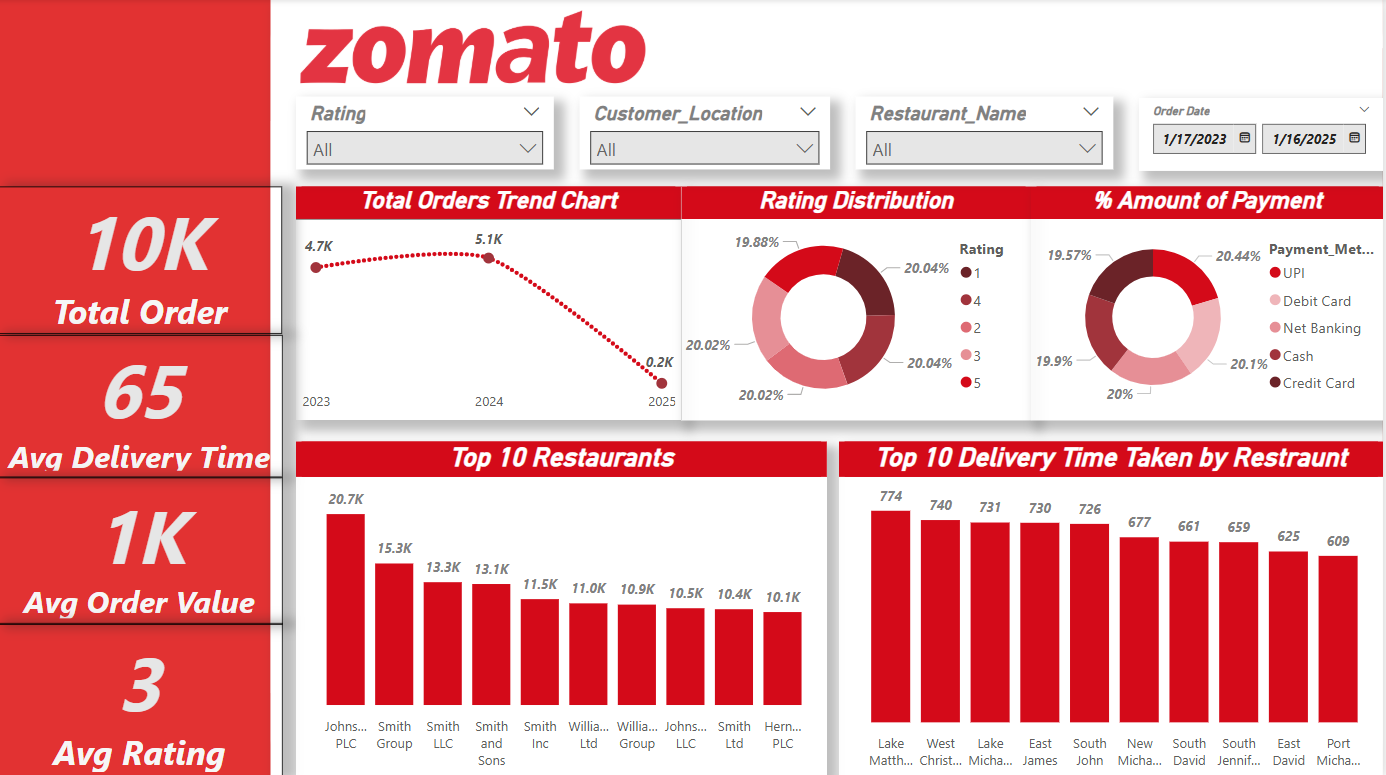 zomato
Rating
All
Customer_Location
All
Restaurant_Name
All
Order Date
1/17/2023
1/16/2025
10K
Total Order
65
Avg Delivery Time
1K
Avg Order Value
3
Avg Rating
Total Orders Trend Chart
4.7K
5.1K
0.2K
2023
2024
2025
Rating Distribution
19.88%
20.04%
20.02%
20.04%
20.02%
Rating
1
4
2
3
5
% Amount of Payment
19.57%
20.44%
19.9%
20.1%
20%
Payment_Met...
UPI
Debit Card
Net Banking
Cash
Credit Card
Top 10 Restaurants
20.7K
15.3K
13.3K
13.1K
11.5K
11.0K
10.9K
10.5K
10.4K
10.1K
Johns...
PLC
Smith
Group
Smith
LLC
Smith
and
Sons
Smith
Inc
Willia...
Ltd
Willia...
Group
Johns...
LLC
Smith
Ltd
Hern...
PLC
Top 10 Delivery Time Taken by Restraunt
774
740
731
730
726
677
661
659
625
609
Lake
Matth...
West
Christ...
Lake
Micha...
East
James
South
John
New
Micha...
South
David
South
Jennif...
East
David
Port
Micha...